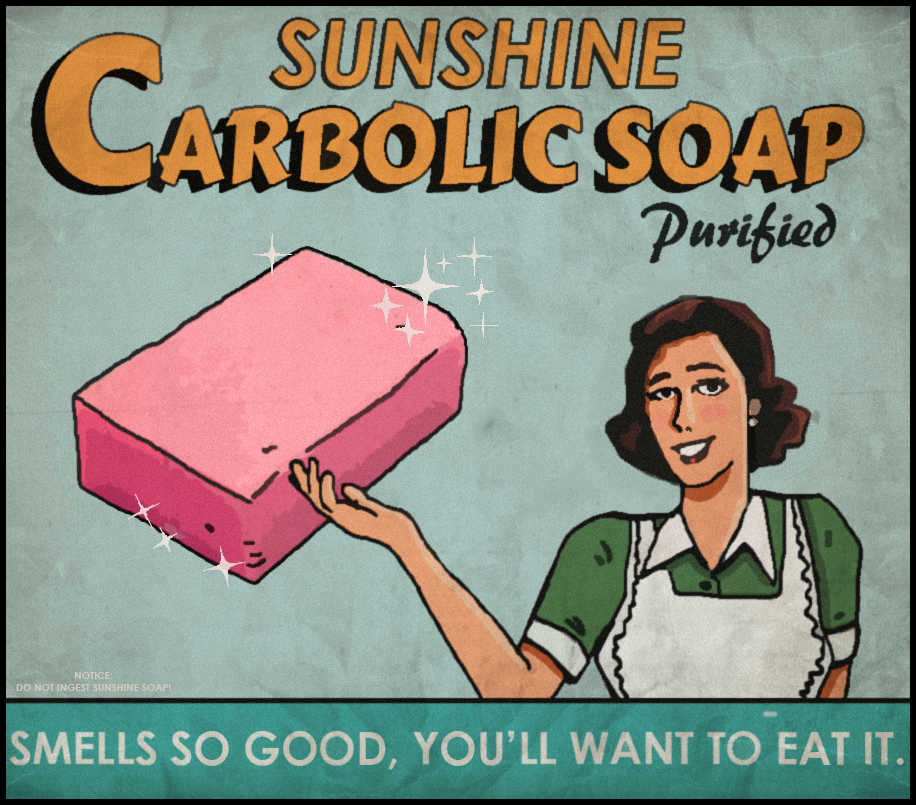 SUNSHINE
CARBOLIC SOAP
Purified
NOTICE:
DO NOT INGEST SUNSHINE SOAP!
SMELLS SO GOOD, YOU'LL WANT TO EAT IT.